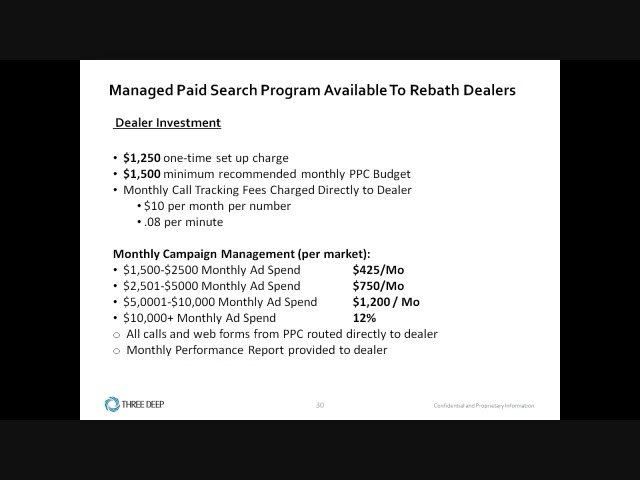 Managed Paid Search Program Available To Rebath Dealers
Dealer Investment
• $1,250 one-time set up charge
• $1,500 minimum recommended monthly PPC Budget
• Monthly Call Tracking Fees Charged Directly to Dealer
• $10 per month per number
• .08 per minute
Monthly Campaign Management (per market):
• $1,500-$2500 Monthly Ad Spend $425/Mo
• $2,501-$5000 Monthly Ad Spend $750/Mo
• $5,0001-$10,000 Monthly Ad Spend $1,200 / Mo
• $10,000+ Monthly Ad Spend 12%
○ All calls and web forms from PPC routed directly to dealer
○ Monthly Performance Report provided to dealer
THREE DEEP 30 Confidential and Proprietary Information